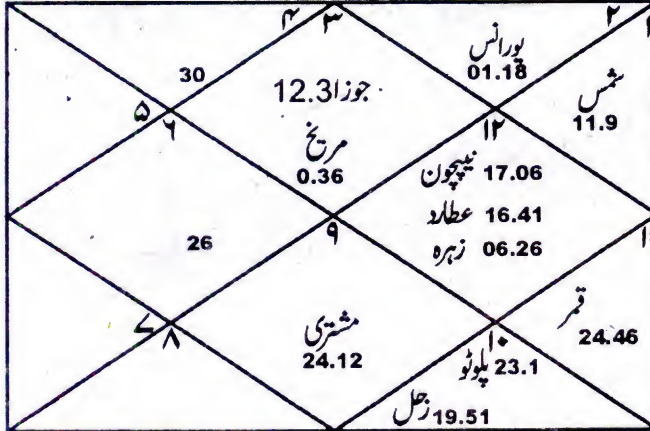 ۴ ۳ ۲
یورانس
01.18
30
جوزا 12.3
شمس
11.9
۵ ۶ ۱۲
مریخ
0.36
نیپچون 17.06
عطارد 16.41
زہرہ 06.26
26
۹
قمر
24.46
۷ ۸ ۱۰
مشتری
24.12
پلوٹو 23.1
زحل 19.51